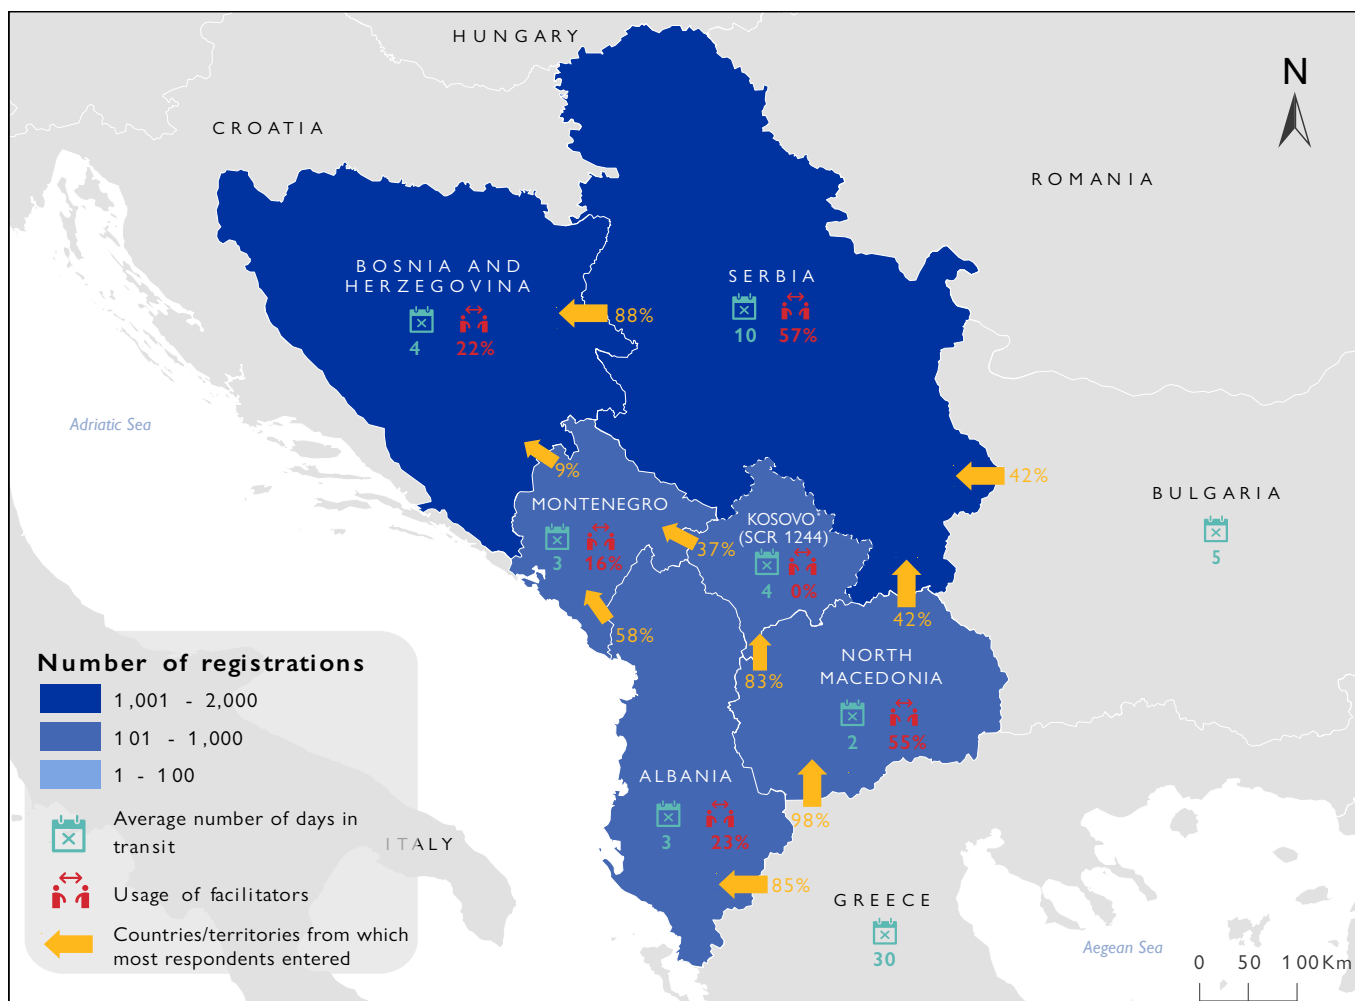 HUNGARY
N
CROATIA
ROMANIA
BOSNIA AND
HERZEGOVINA
4
22%
88%
SERBIA
10
57%
Adriatic Sea
9%
42%
BULGARIA
5
MONTENEGRO
3
16%
37%
KOSOVO*
(SCR 1244)
4
0%
42%
58%
83%
NORTH
MACEDONIA
2
55%
ALBANIA
3
23%
98%
85%
GREECE
30
Aegean Sea
ITALY
Number of registrations
1,001 - 2,000
101 - 1,000
1 - 100
Average number of days in
transit
Usage of facilitators
Countries/territories from which
most respondents entered
0 50 100Km